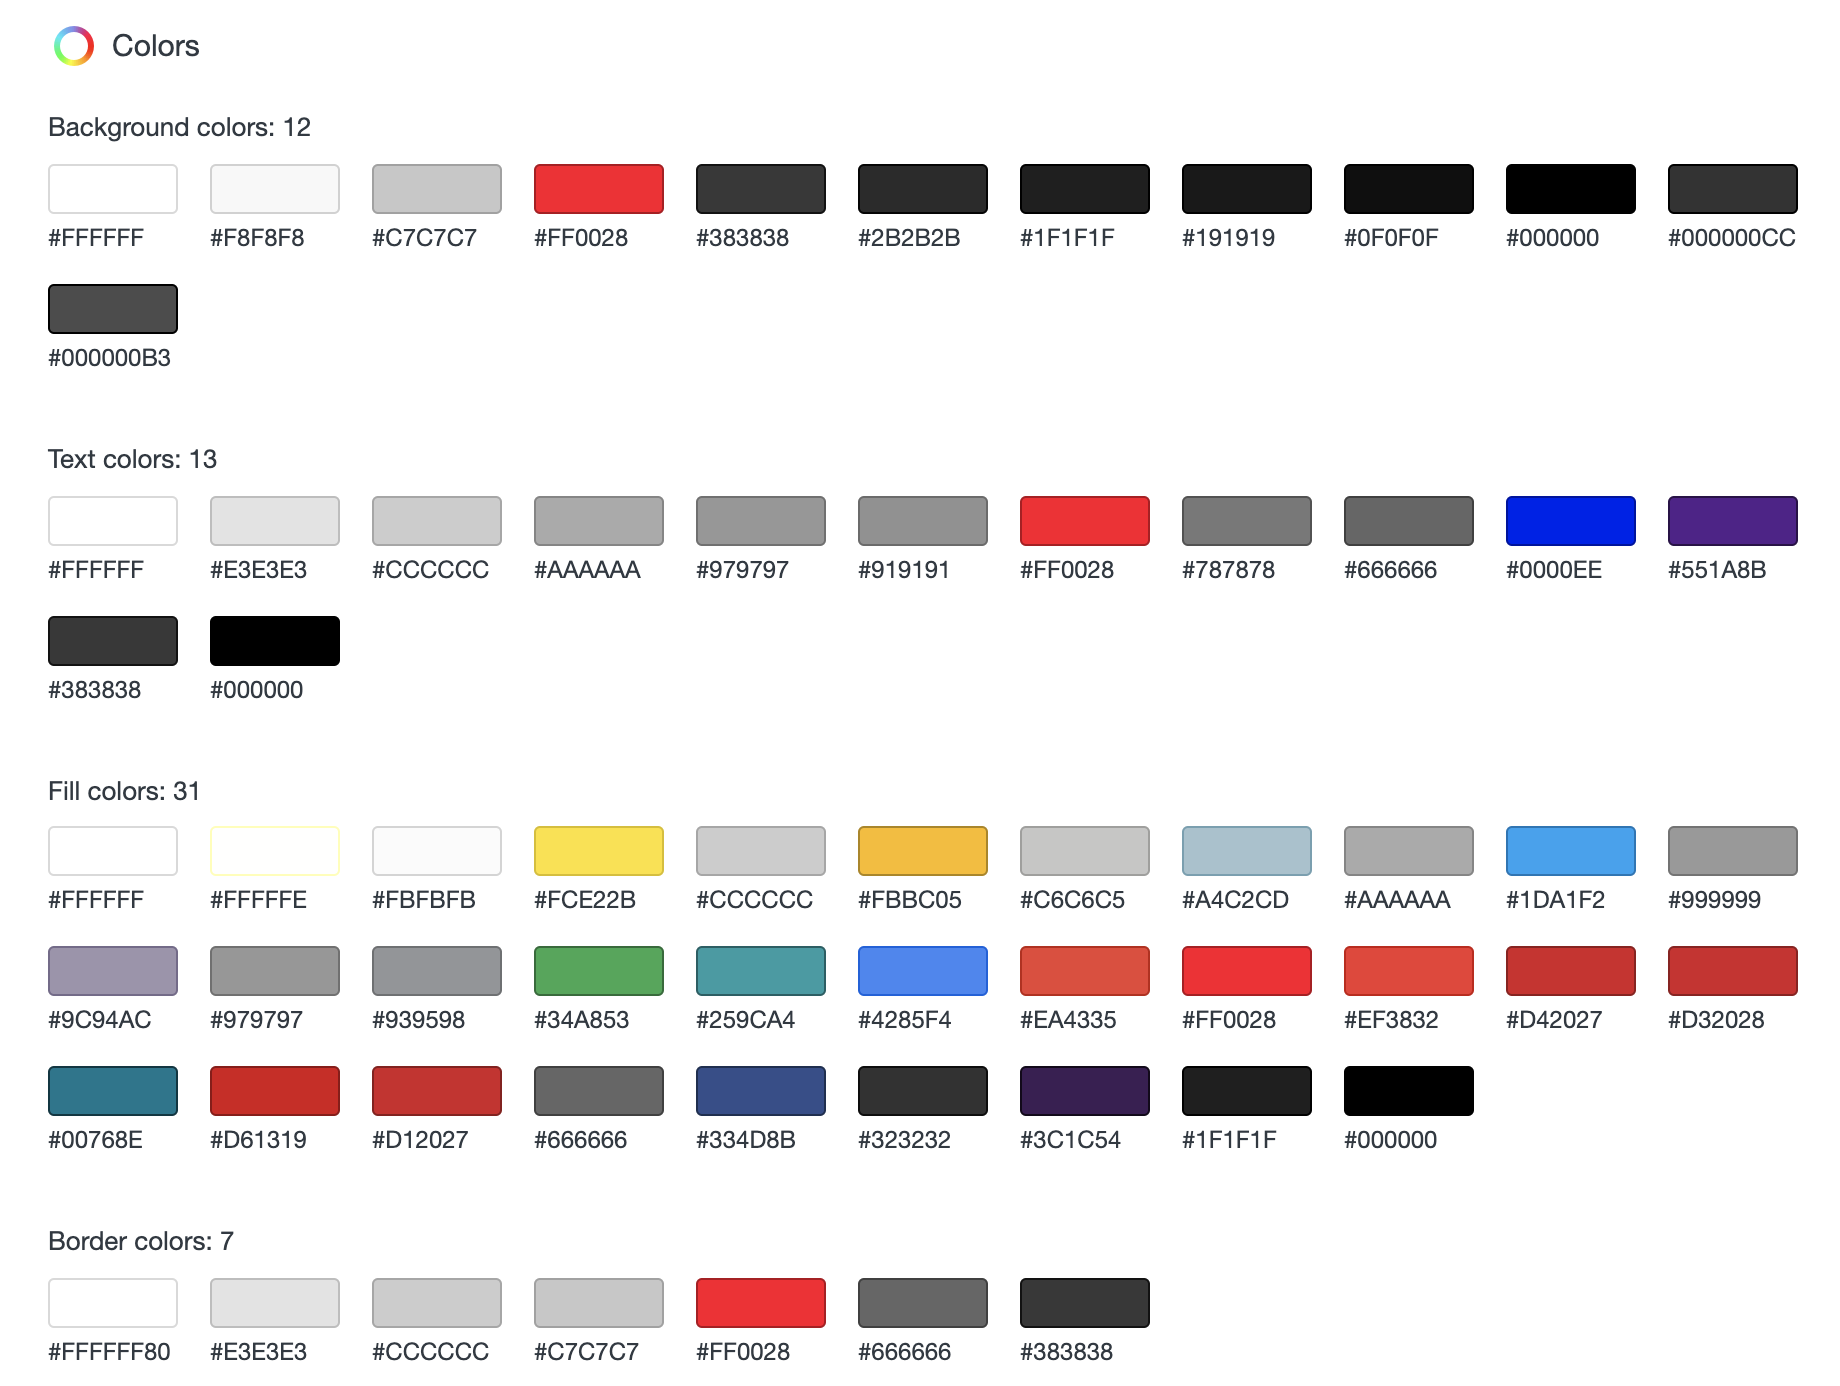 Colors
Background colors: 12
#FFFFFF #F8F8F8 #C7C7C7 #FF0028 #383838 #2B2B2B #1F1F1F #191919 #0F0F0F #000000 #000000CC
#000000B3
Text colors: 13
#FFFFFF #E3E3E3 #CCCCCC #AAAAAA #979797 #919191 #FF0028 #787878 #666666 #0000EE #551A8B
#383838 #000000
Fill colors: 31
#FFFFFF #FFFFFE #FBFBFB #FCE22B #CCCCCC #FBBC05 #C6C6C5 #A4C2CD #AAAAAA #1DA1F2 #999999
#9C94AC #979797 #939598 #34A853 #259CA4 #4285F4 #EA4335 #FF0028 #EF3832 #D42027 #D32028
#00768E #D61319 #D12027 #666666 #334D8B #323232 #3C1C54 #1F1F1F #000000
Border colors: 7
#FFFFFF80 #E3E3E3 #CCCCCC #C7C7C7 #FF0028 #666666 #383838